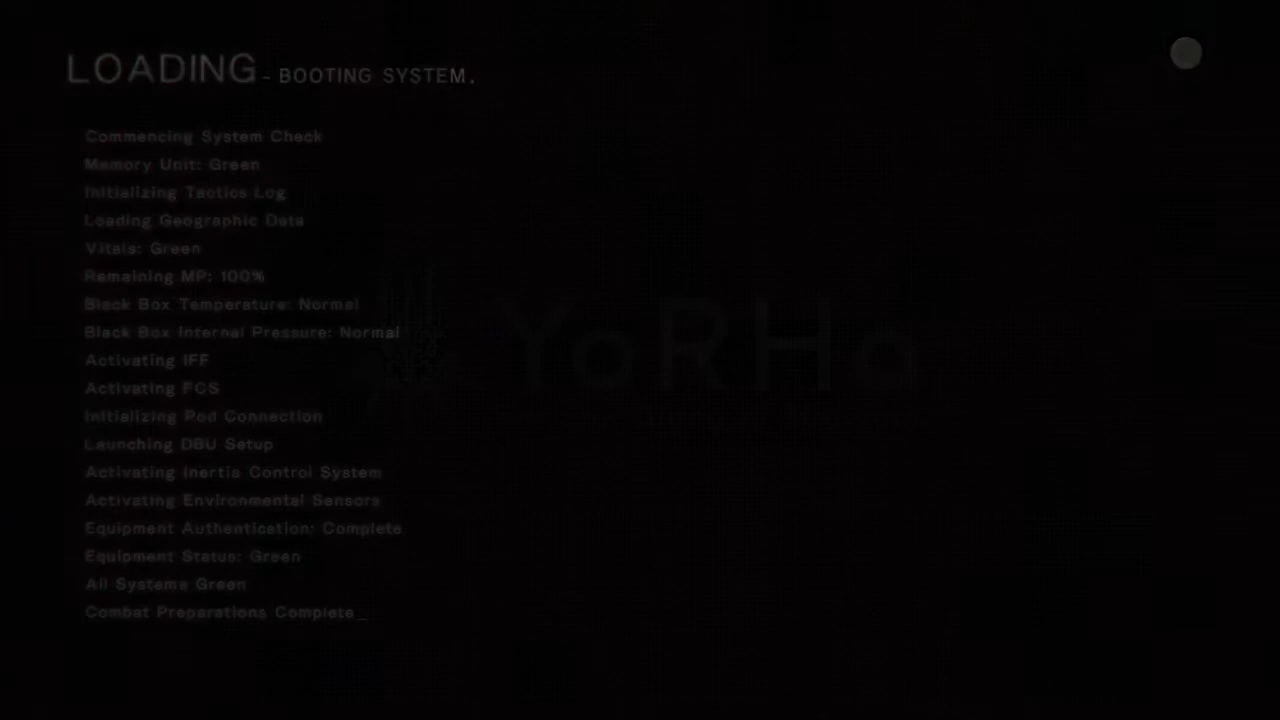 LOADING - BOOTING SYSTEM.
Commencing System Check
Memory Unit: Green
Initializing Tactics Log
Loading Geographic Data
Vitals: Green
Remaining MP: 100%
Black Box Temperature: Normal
Black Box Internal Pressure: Normal
YoRHa
Activating IFF
Activating FCS
Initializing Pod Connection
Launching DBU Setup
Activating Inertia Control System
Activating Environmental Sensors
Equipment Authentication: Complete
Equipment Status: Green
All Systems Green
Combat Preparations Complete_